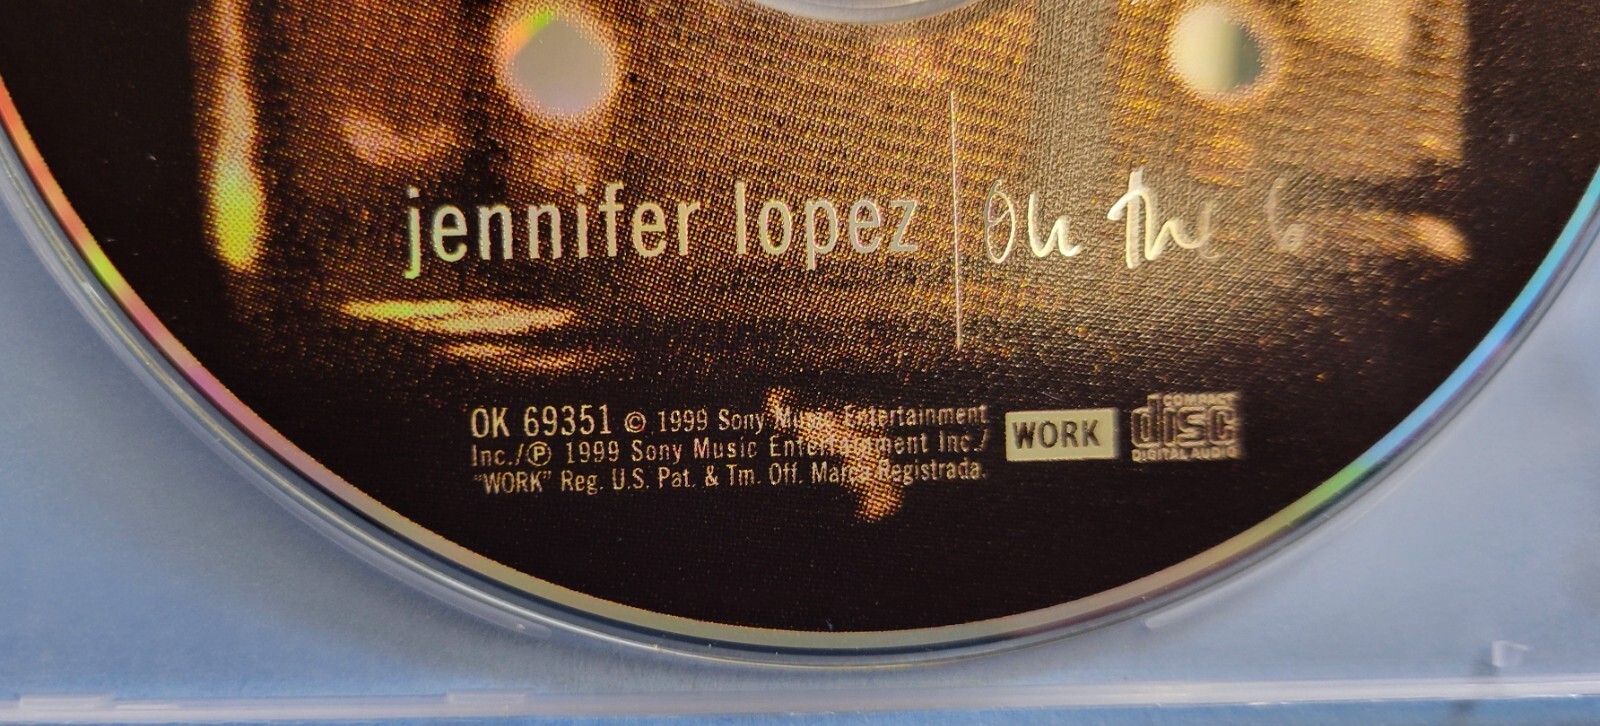 jennifer lopez | On the 6
OK 69351 © 1999 Sony Music Entertainment
Inc./℗ 1999 Sony Music Entertainment Inc./
"WORK" Reg. U.S. Pat. & Tm. Off. Marca Registrada.
WORK
COMPACT
disc
DIGITAL AUDIO